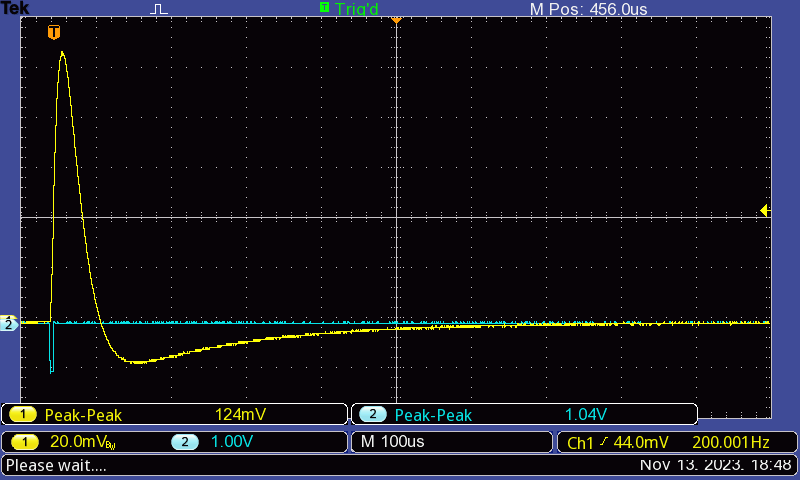 Tek T Trig'd M Pos: 456.0us
T
2
1 Peak-Peak 124mV 2 Peak-Peak 1.04V
1 20.0mVBW 2 1.00V M 100us Ch1 44.0mV 200.001Hz
Please wait.... Nov 13, 2023, 18:48